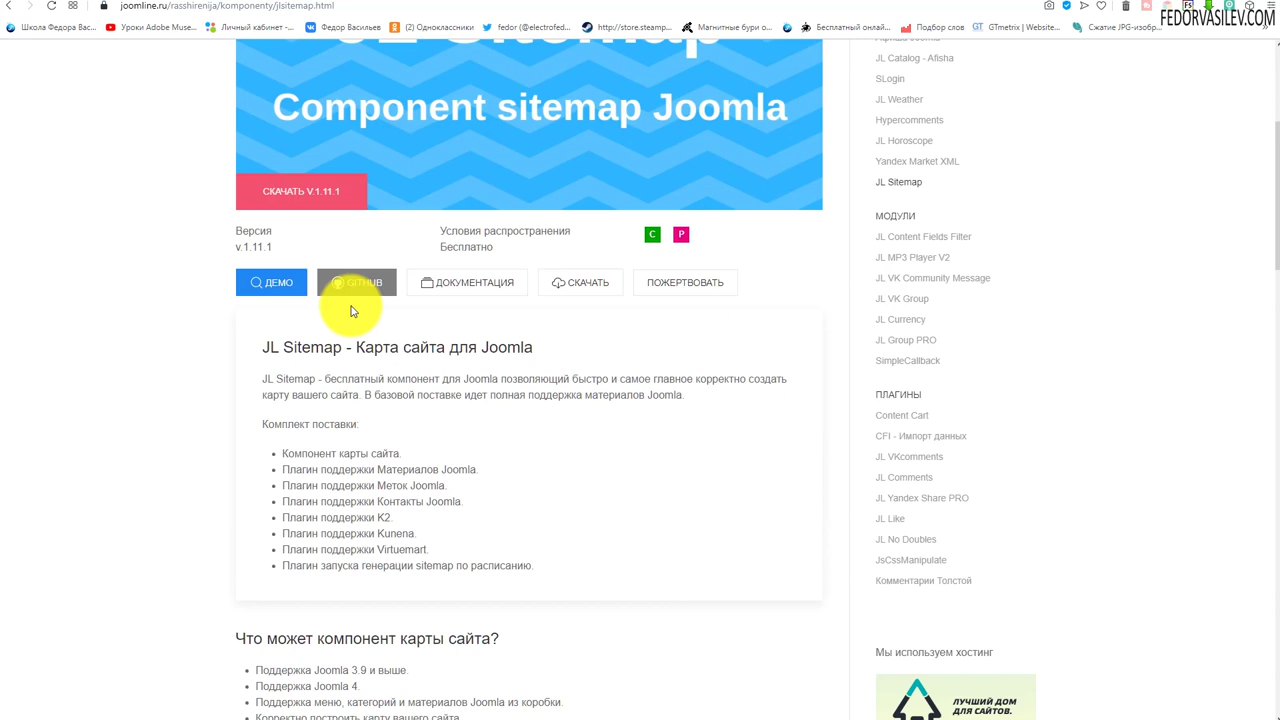 joomline.ru/rasshirenija/komponenty/jlsitemap.html
FEDORVASILEV.COM
Школа Федора Вас...
Уроки Adobe Muse...
Личный кабинет -...
Федор Васильев
(2) Одноклассники
fedor (@electrofed...
http://store.steamp...
Магнитные бури о...
Бесплатный онлай...
Подбор слов
GTmetrix | Website...
Сжатие JPG-изобр...
Component sitemap Joomla
СКАЧАТЬ V.1.11.1
Версия
v.1.11.1
Условия распространения
Бесплатно
C
P
ДЕМО
GITHUB
ДОКУМЕНТАЦИЯ
СКАЧАТЬ
ПОЖЕРТВОВАТЬ
JL Sitemap - Карта сайта для Joomla
JL Sitemap - бесплатный компонент для Joomla позволяющий быстро и самое главное корректно создать
карту вашего сайта. В базовой поставке идет полная поддержка материалов Joomla.
Комплект поставки:
Компонент карты сайта.
Плагин поддержки Материалов Joomla.
Плагин поддержки Меток Joomla.
Плагин поддержки Контакты Joomla.
Плагин поддержки K2.
Плагин поддержки Kunena.
Плагин поддержки Virtuemart.
Плагин запуска генерации sitemap по расписанию.
Что может компонент карты сайта?
Поддержка Joomla 3.9 и выше.
Поддержка Joomla 4.
Поддержка меню, категорий и материалов Joomla из коробки.
Корректно построить карту вашего сайта
JL Catalog - Afisha
SLogin
JL Weather
Hypercomments
JL Horoscope
Yandex Market XML
JL Sitemap
МОДУЛИ
JL Content Fields Filter
JL MP3 Player V2
JL VK Community Message
JL VK Group
JL Currency
JL Group PRO
SimpleCallback
ПЛАГИНЫ
Content Cart
CFI - Импорт данных
JL VKcomments
JL Comments
JL Yandex Share PRO
JL Like
JL No Doubles
JsCssManipulate
Комментарии Толстой
Мы используем хостинг
ЛУЧШИЙ ДОМ
ДЛЯ САЙТОВ.